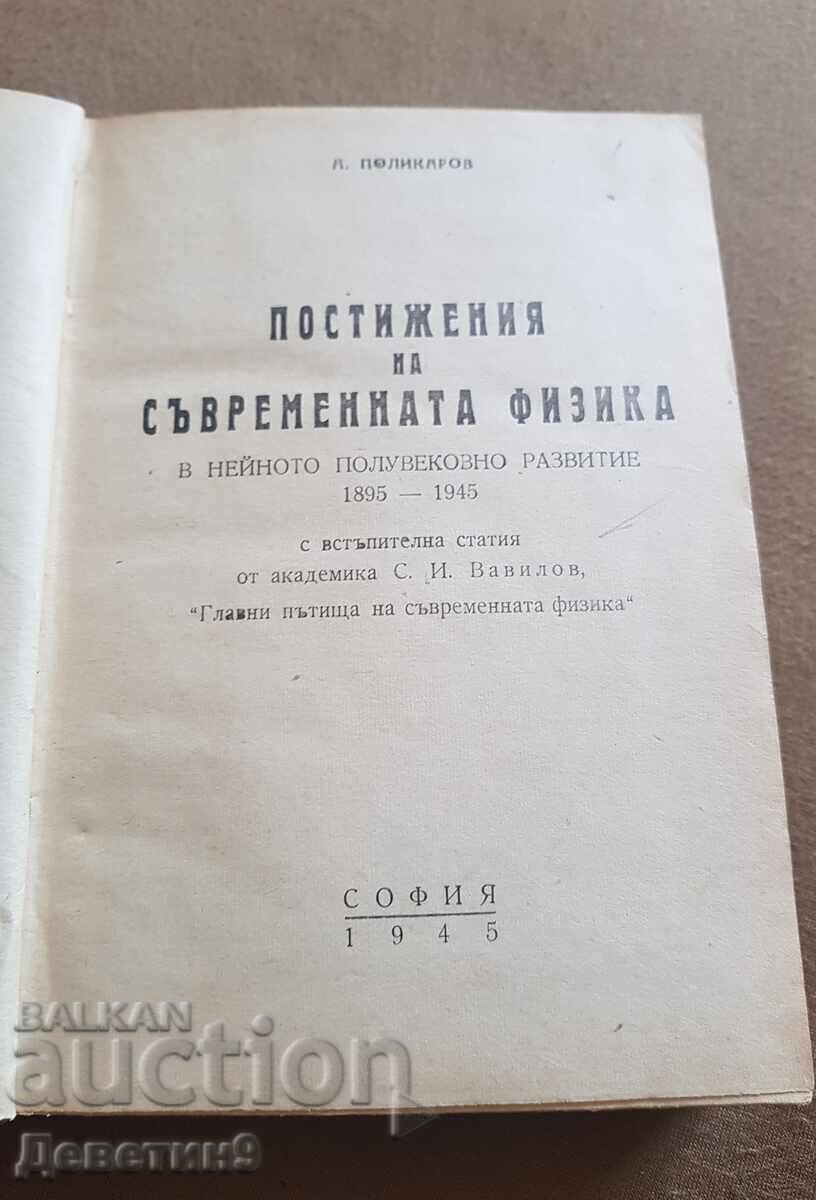 А. ПОЛИКАРОВ
ПОСТИЖЕНИЯ
НА
СЪВРЕМЕННАТА ФИЗИКА
В НЕЙНОТО ПОЛУВЕКОВНО РАЗВИТИЕ
1895 — 1945
с встъпителна статия
от академика С. И. Вавилов,
"Главни пътища на съвременната физика"
СОФИЯ
1945
BALKAN
auction
Деветин9